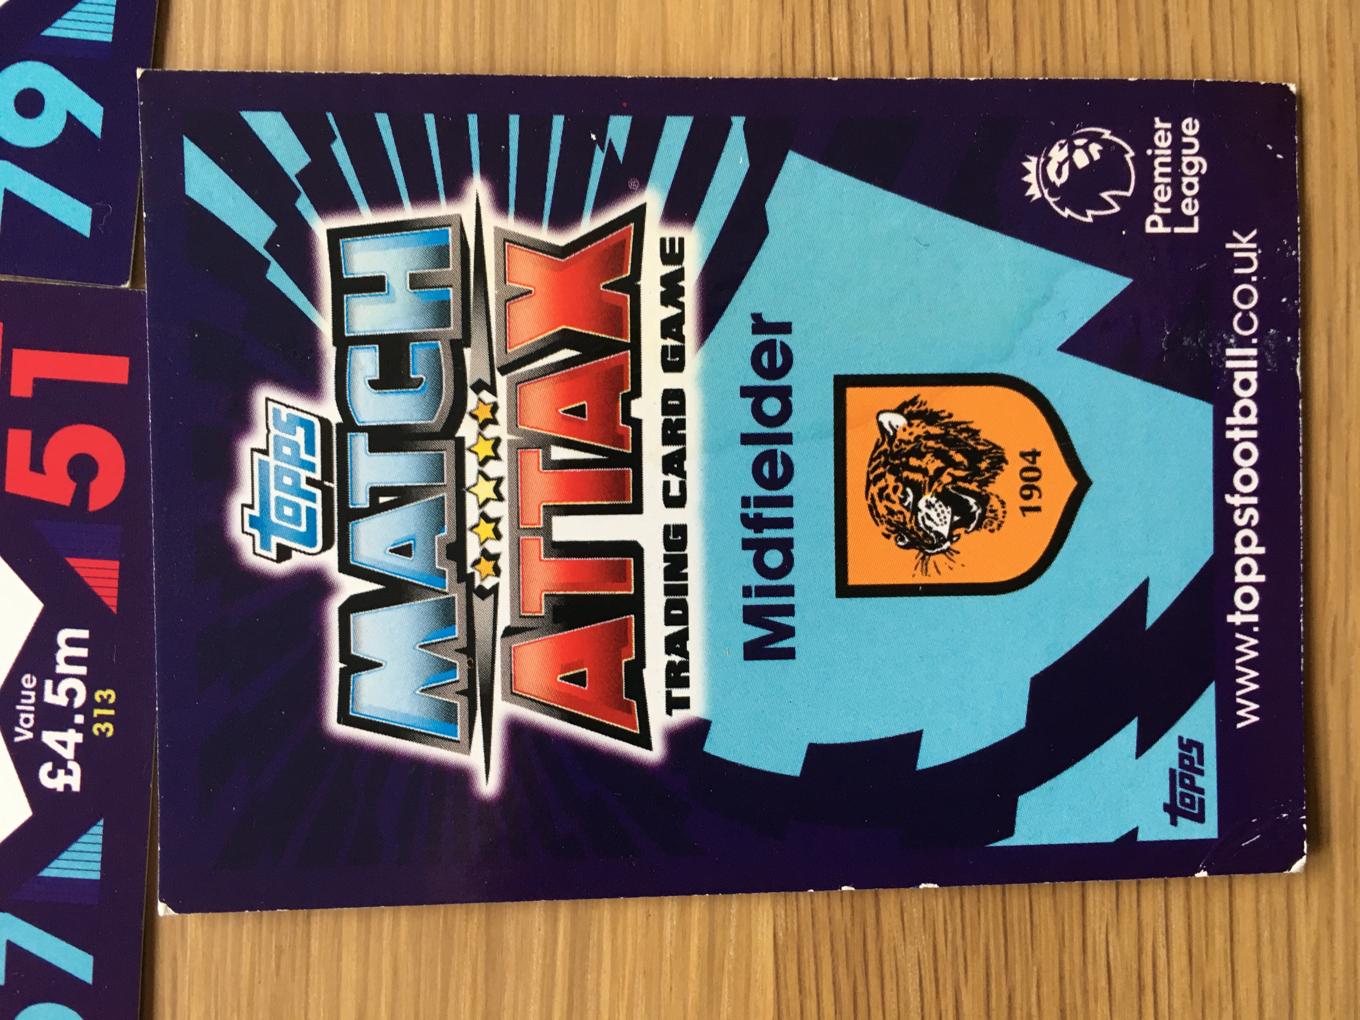 topps
MATCH
ATTAX
TRADING CARD GAME
Midfielder
1904
Premier
League
topps
www.toppsfootball.co.uk
79
51
Value
£4.5m
313